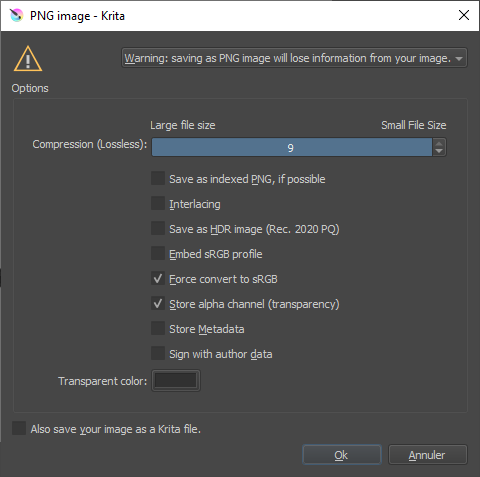 PNG image - Krita
Warning: saving as PNG image will lose information from your image.
Options
Large file size Small File Size
Compression (Lossless): 9
Save as indexed PNG, if possible
Interlacing
Save as HDR image (Rec. 2020 PQ)
Embed sRGB profile
Force convert to sRGB
Store alpha channel (transparency)
Store Metadata
Sign with author data
Transparent color:
Also save your image as a Krita file.
Ok Annuler